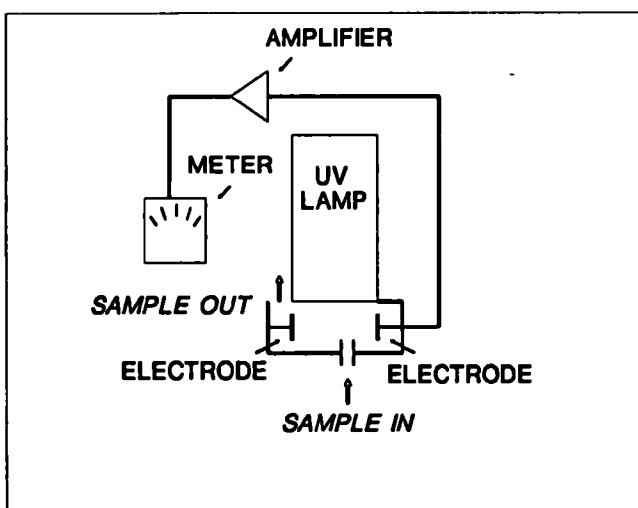 AMPLIFIER
METER
UV
LAMP
SAMPLE OUT
ELECTRODE
ELECTRODE
SAMPLE IN